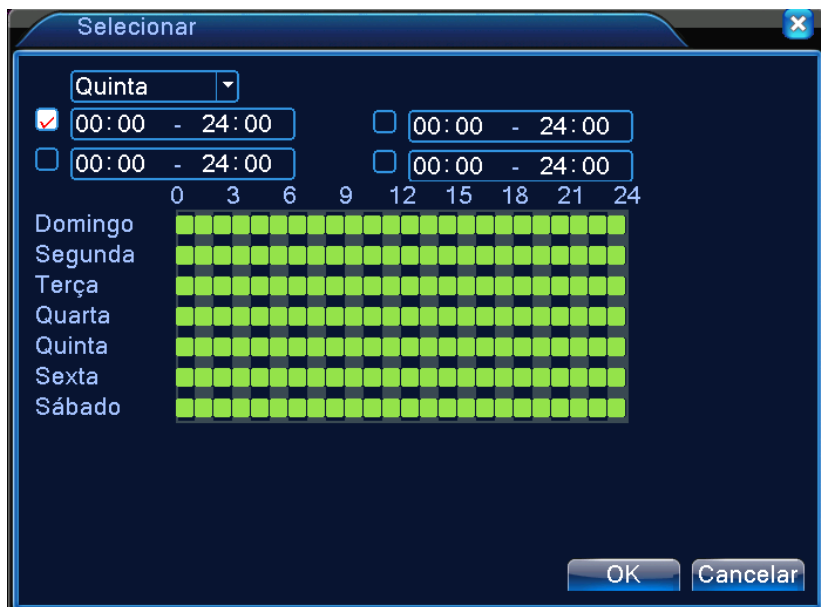 Selecionar
Quinta
00:00 - 24:00 00:00 - 24:00
00:00 - 24:00 00:00 - 24:00
0 3 6 9 12 15 18 21 24
Domingo
Segunda
Terça
Quarta
Quinta
Sexta
Sábado
OK Cancelar